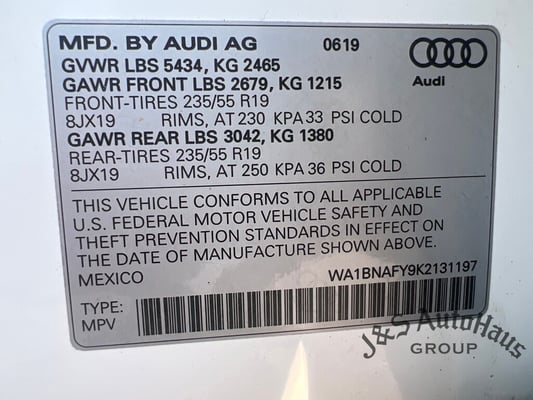 MFD. BY AUDI AG 0619
GVWR LBS 5434, KG 2465
GAWR FRONT LBS 2679, KG 1215
Audi
FRONT-TIRES 235/55 R19
8JX19 RIMS, AT 230 KPA 33 PSI COLD
GAWR REAR LBS 3042, KG 1380
REAR-TIRES 235/55 R19
8JX19 RIMS, AT 250 KPA 36 PSI COLD
THIS VEHICLE CONFORMS TO ALL APPLICABLE
U.S. FEDERAL MOTOR VEHICLE SAFETY AND
THEFT PREVENTION STANDARDS IN EFFECT ON
THE DATE OF MANUFACTURE SHOWN ABOVE.
MEXICO WA1BNAFY9K2131197
TYPE:
MPV
J&S AutoHaus
GROUP